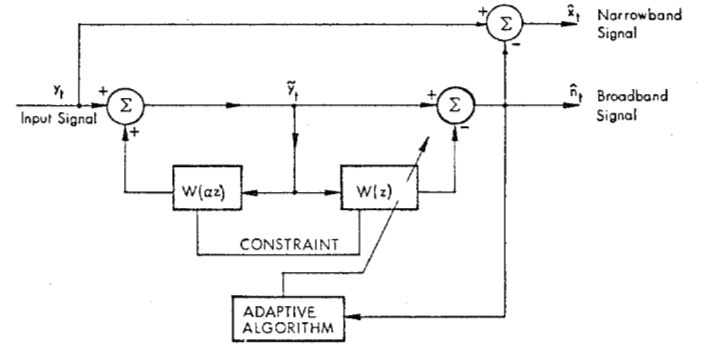 +
Σ
−
x̂t
Narrowband
Signal
yt
Input Signal
+
Σ
+
ỹt
+
Σ
−
n̂t
Broadband
Signal
W(αz)
W(z)
CONSTRAINT
ADAPTIVE
ALGORITHM